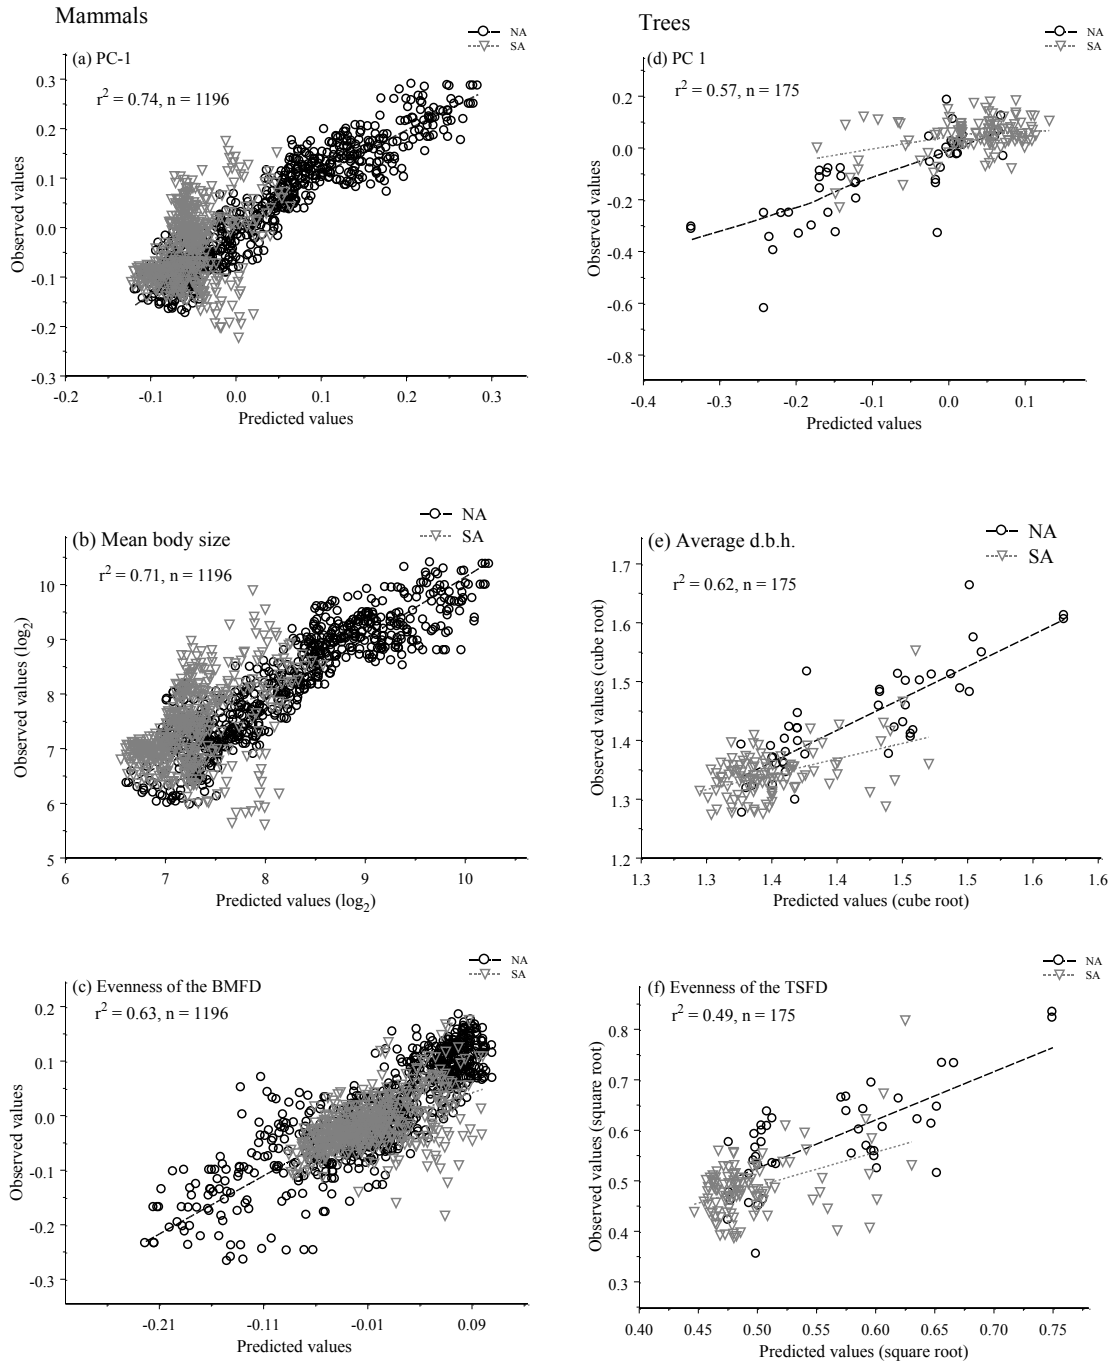 Mammals
Trees
NA
SA
(a) PC-1
r² = 0.74, n = 1196
0.3
0.2
0.1
0.0
-0.1
-0.2
-0.3
Observed values
-0.2
-0.1
0.0
0.1
0.2
0.3
Predicted values
NA
SA
(d) PC 1
r² = 0.57, n = 175
0.2
0.0
-0.2
-0.4
-0.6
-0.8
Observed values
-0.4
-0.3
-0.2
-0.1
0.0
0.1
Predicted values
NA
SA
(b) Mean body size
r² = 0.71, n = 1196
10
9
8
7
6
5
Observed values (log₂)
6
7
8
9
10
Predicted values (log₂)
NA
SA
(e) Average d.b.h.
r² = 0.62, n = 175
1.7
1.6
1.5
1.4
1.3
1.2
Observed values (cube root)
1.3
1.3
1.4
1.4
1.5
1.5
1.6
1.6
Predicted values (cube root)
NA
SA
(c) Evenness of the BMFD
r² = 0.63, n = 1196
0.2
0.1
0.0
-0.1
-0.2
-0.3
Observed values
-0.21
-0.11
-0.01
0.09
Predicted values
NA
SA
(f) Evenness of the TSFD
r² = 0.49, n = 175
0.8
0.7
0.6
0.5
0.4
0.3
Observed values (square root)
0.40
0.45
0.50
0.55
0.60
0.65
0.70
0.75
Predicted values (square root)